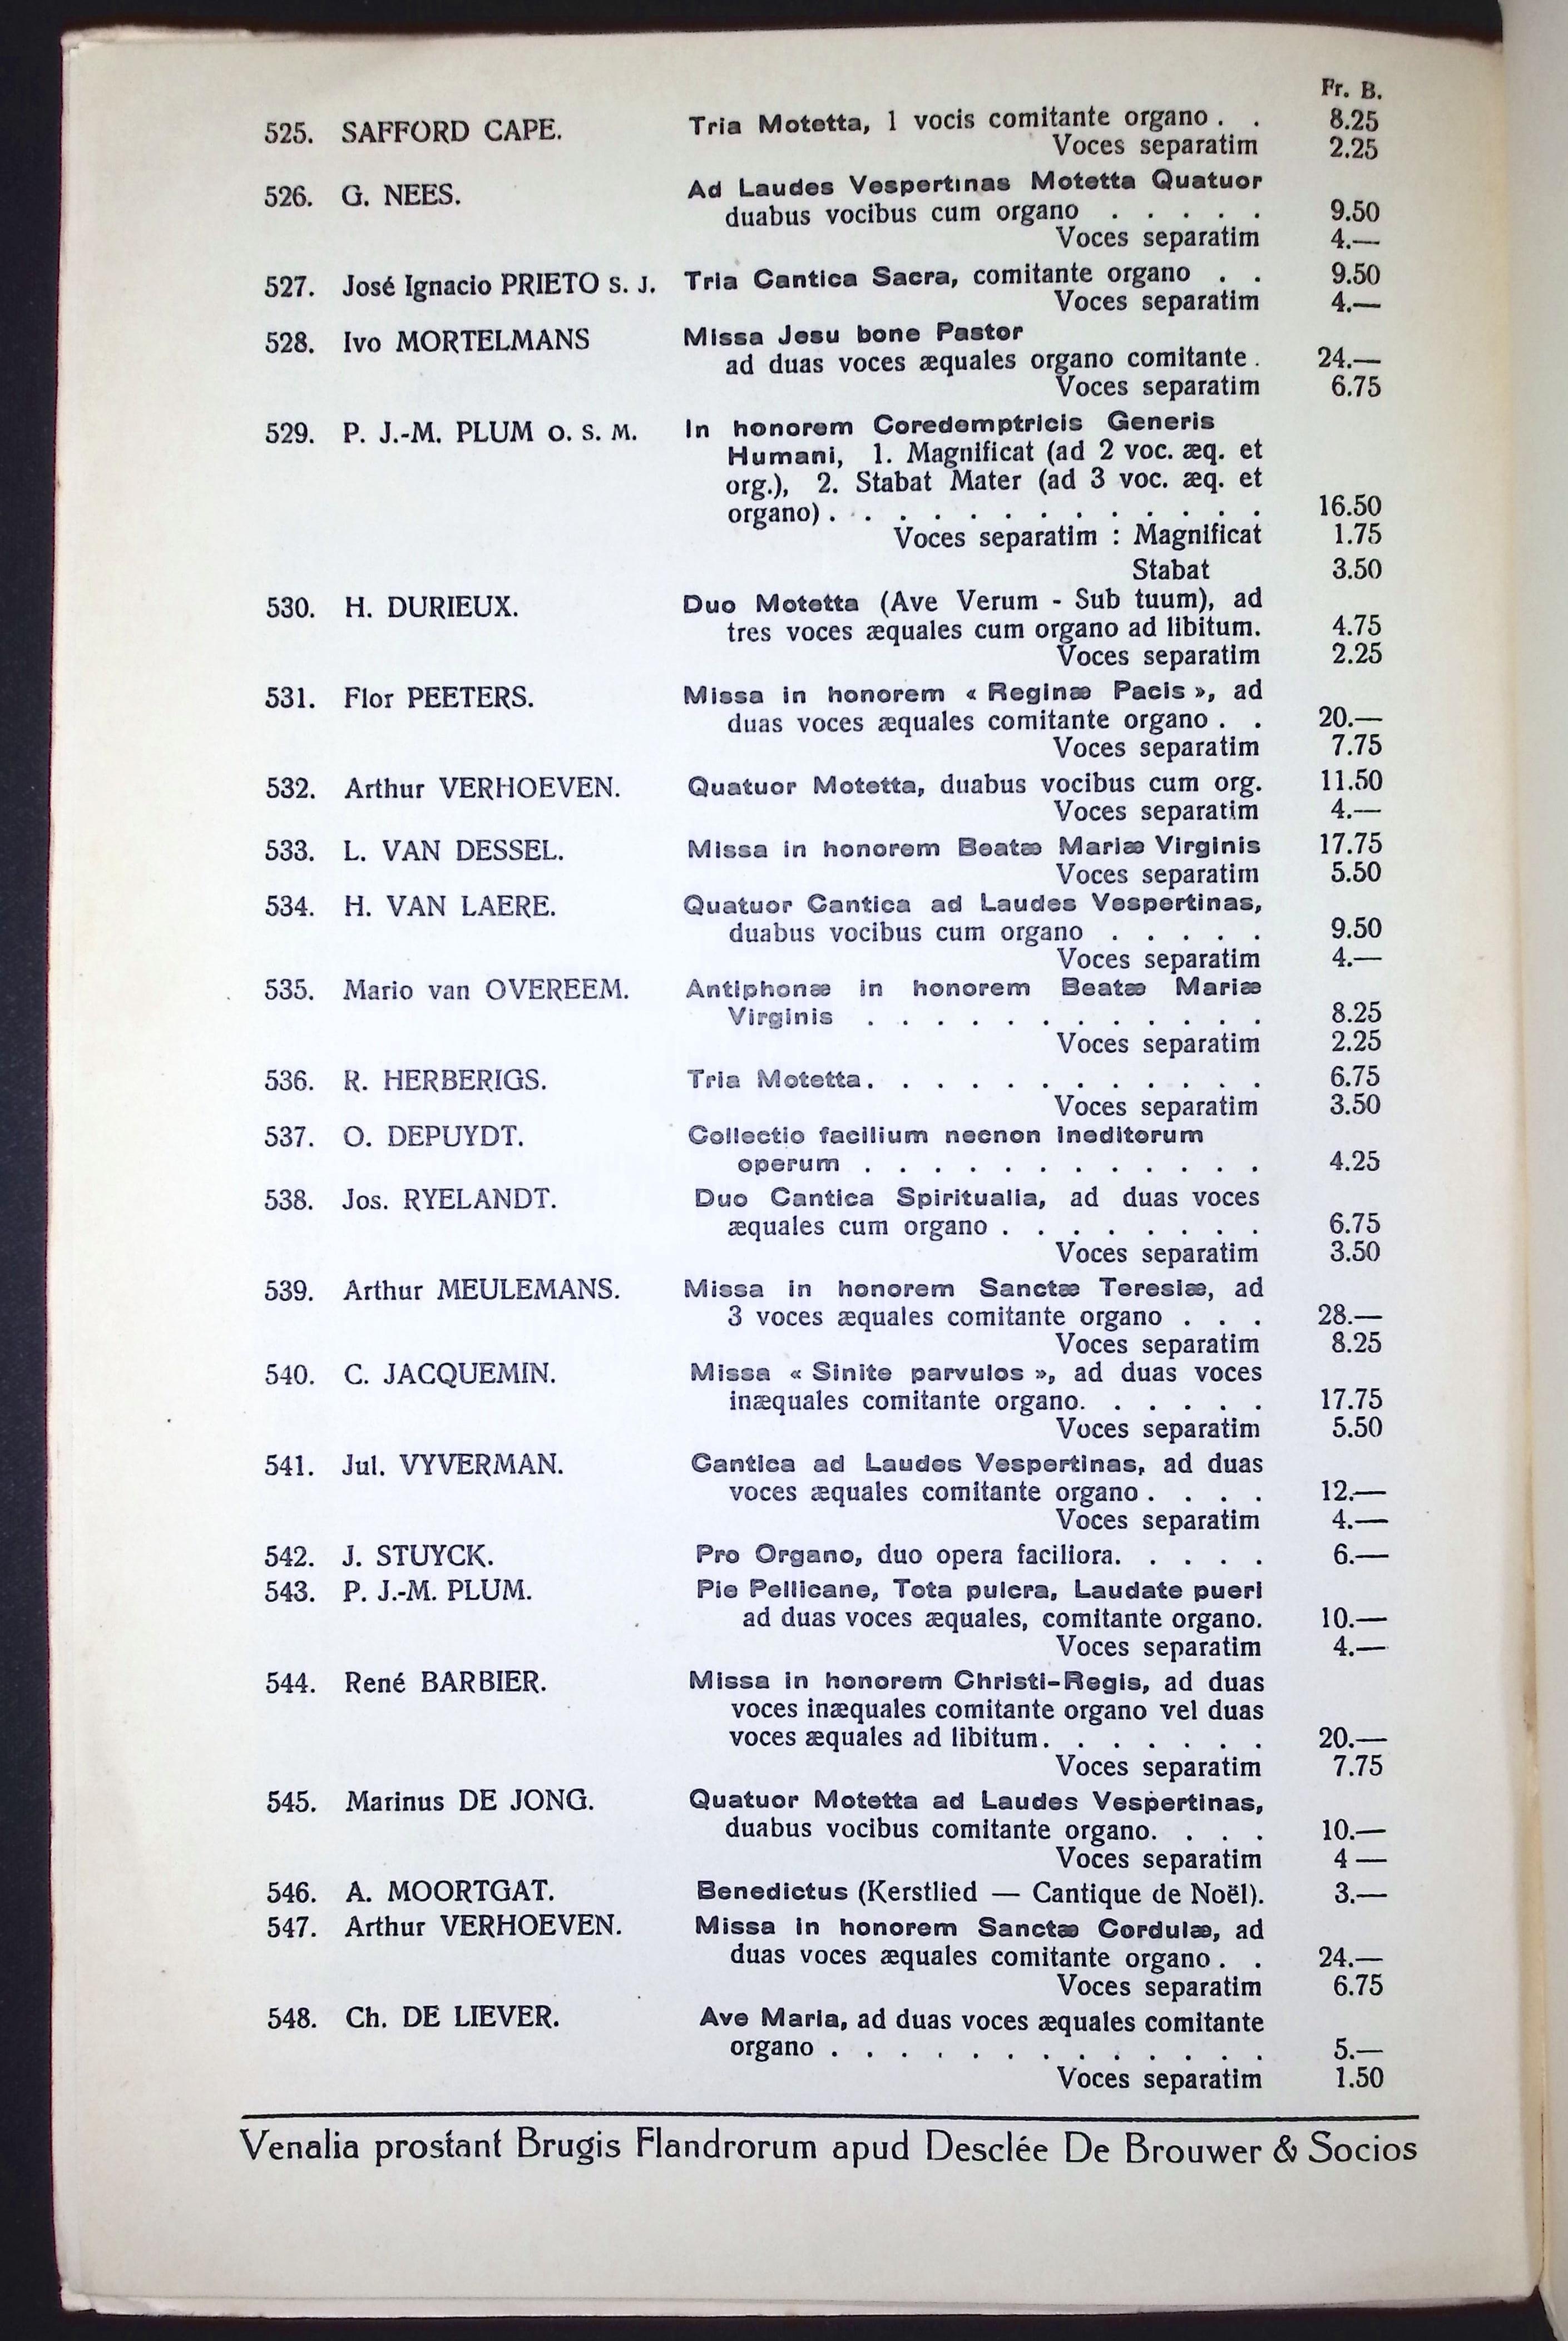 Fr. B.
525. SAFFORD CAPE. Tria Motetta, 1 vocis comitante organo . . 8.25
Voces separatim 2.25
526. G. NEES. Ad Laudes Vespertinas Motetta Quatuor
duabus vocibus cum organo . . . . . 9.50
Voces separatim 4.—
527. José Ignacio PRIETO S. J. Tria Cantica Sacra, comitante organo . . 9.50
Voces separatim 4.—
528. Ivo MORTELMANS Missa Jesu bone Pastor
ad duas voces æquales organo comitante . 24.—
Voces separatim 6.75
529. P. J.-M. PLUM O. S. M. In honorem Coredemptricis Generis
Humani, 1. Magnificat (ad 2 voc. æq. et
org.), 2. Stabat Mater (ad 3 voc. æq. et
organo) . . . . . . . . . . . . . 16.50
Voces separatim : Magnificat 1.75
Stabat 3.50
530. H. DURIEUX. Duo Motetta (Ave Verum - Sub tuum), ad
tres voces æquales cum organo ad libitum. 4.75
Voces separatim 2.25
531. Flor PEETERS. Missa in honorem « Reginæ Pacis », ad
duas voces æquales comitante organo . . 20.—
Voces separatim 7.75
532. Arthur VERHOEVEN. Quatuor Motetta, duabus vocibus cum org. 11.50
Voces separatim 4.—
533. L. VAN DESSEL. Missa in honorem Beatæ Mariæ Virginis 17.75
Voces separatim 5.50
534. H. VAN LAERE. Quatuor Cantica ad Laudes Vespertinas,
duabus vocibus cum organo . . . . . 9.50
Voces separatim 4.—
535. Mario van OVEREEM. Antiphonæ in honorem Beatæ Mariæ
Virginis . . . . . . . . . . . . 8.25
Voces separatim 2.25
536. R. HERBERIGS. Tria Motetta . . . . . . . . . . . . 6.75
Voces separatim 3.50
537. O. DEPUYDT. Collectio facilium necnon ineditorum
operum . . . . . . . . . . . . 4.25
538. Jos. RYELANDT. Duo Cantica Spiritualia, ad duas voces
æquales cum organo . . . . . . . . 6.75
Voces separatim 3.50
539. Arthur MEULEMANS. Missa in honorem Sanctæ Teresiæ, ad
3 voces æquales comitante organo . . . 28.—
Voces separatim 8.25
540. C. JACQUEMIN. Missa « Sinite parvulos », ad duas voces
inæquales comitante organo. . . . . . 17.75
Voces separatim 5.50
541. Jul. VYVERMAN. Cantica ad Laudes Vespertinas, ad duas
voces æquales comitante organo . . . . 12.—
Voces separatim 4.—
542. J. STUYCK. Pro Organo, duo opera faciliora. . . . . 6.—
543. P. J.-M. PLUM. Pie Pellicane, Tota pulcra, Laudate pueri
ad duas voces æquales, comitante organo. 10.—
Voces separatim 4.—
544. René BARBIER. Missa in honorem Christi-Regis, ad duas
voces inæquales comitante organo vel duas
voces æquales ad libitum. . . . . . . 20.—
Voces separatim 7.75
545. Marinus DE JONG. Quatuor Motetta ad Laudes Vespertinas,
duabus vocibus comitante organo. . . . 10.—
Voces separatim 4 —
546. A. MOORTGAT. Benedictus (Kerstlied — Cantique de Noël). 3.—
547. Arthur VERHOEVEN. Missa in honorem Sanctæ Cordulæ, ad
duas voces æquales comitante organo . . 24.—
Voces separatim 6.75
548. Ch. DE LIEVER. Ave Maria, ad duas voces æquales comitante
organo . . . . . . . . . . . . . 5.—
Voces separatim 1.50
Venalia prostant Brugis Flandrorum apud Desclée De Brouwer & Socios